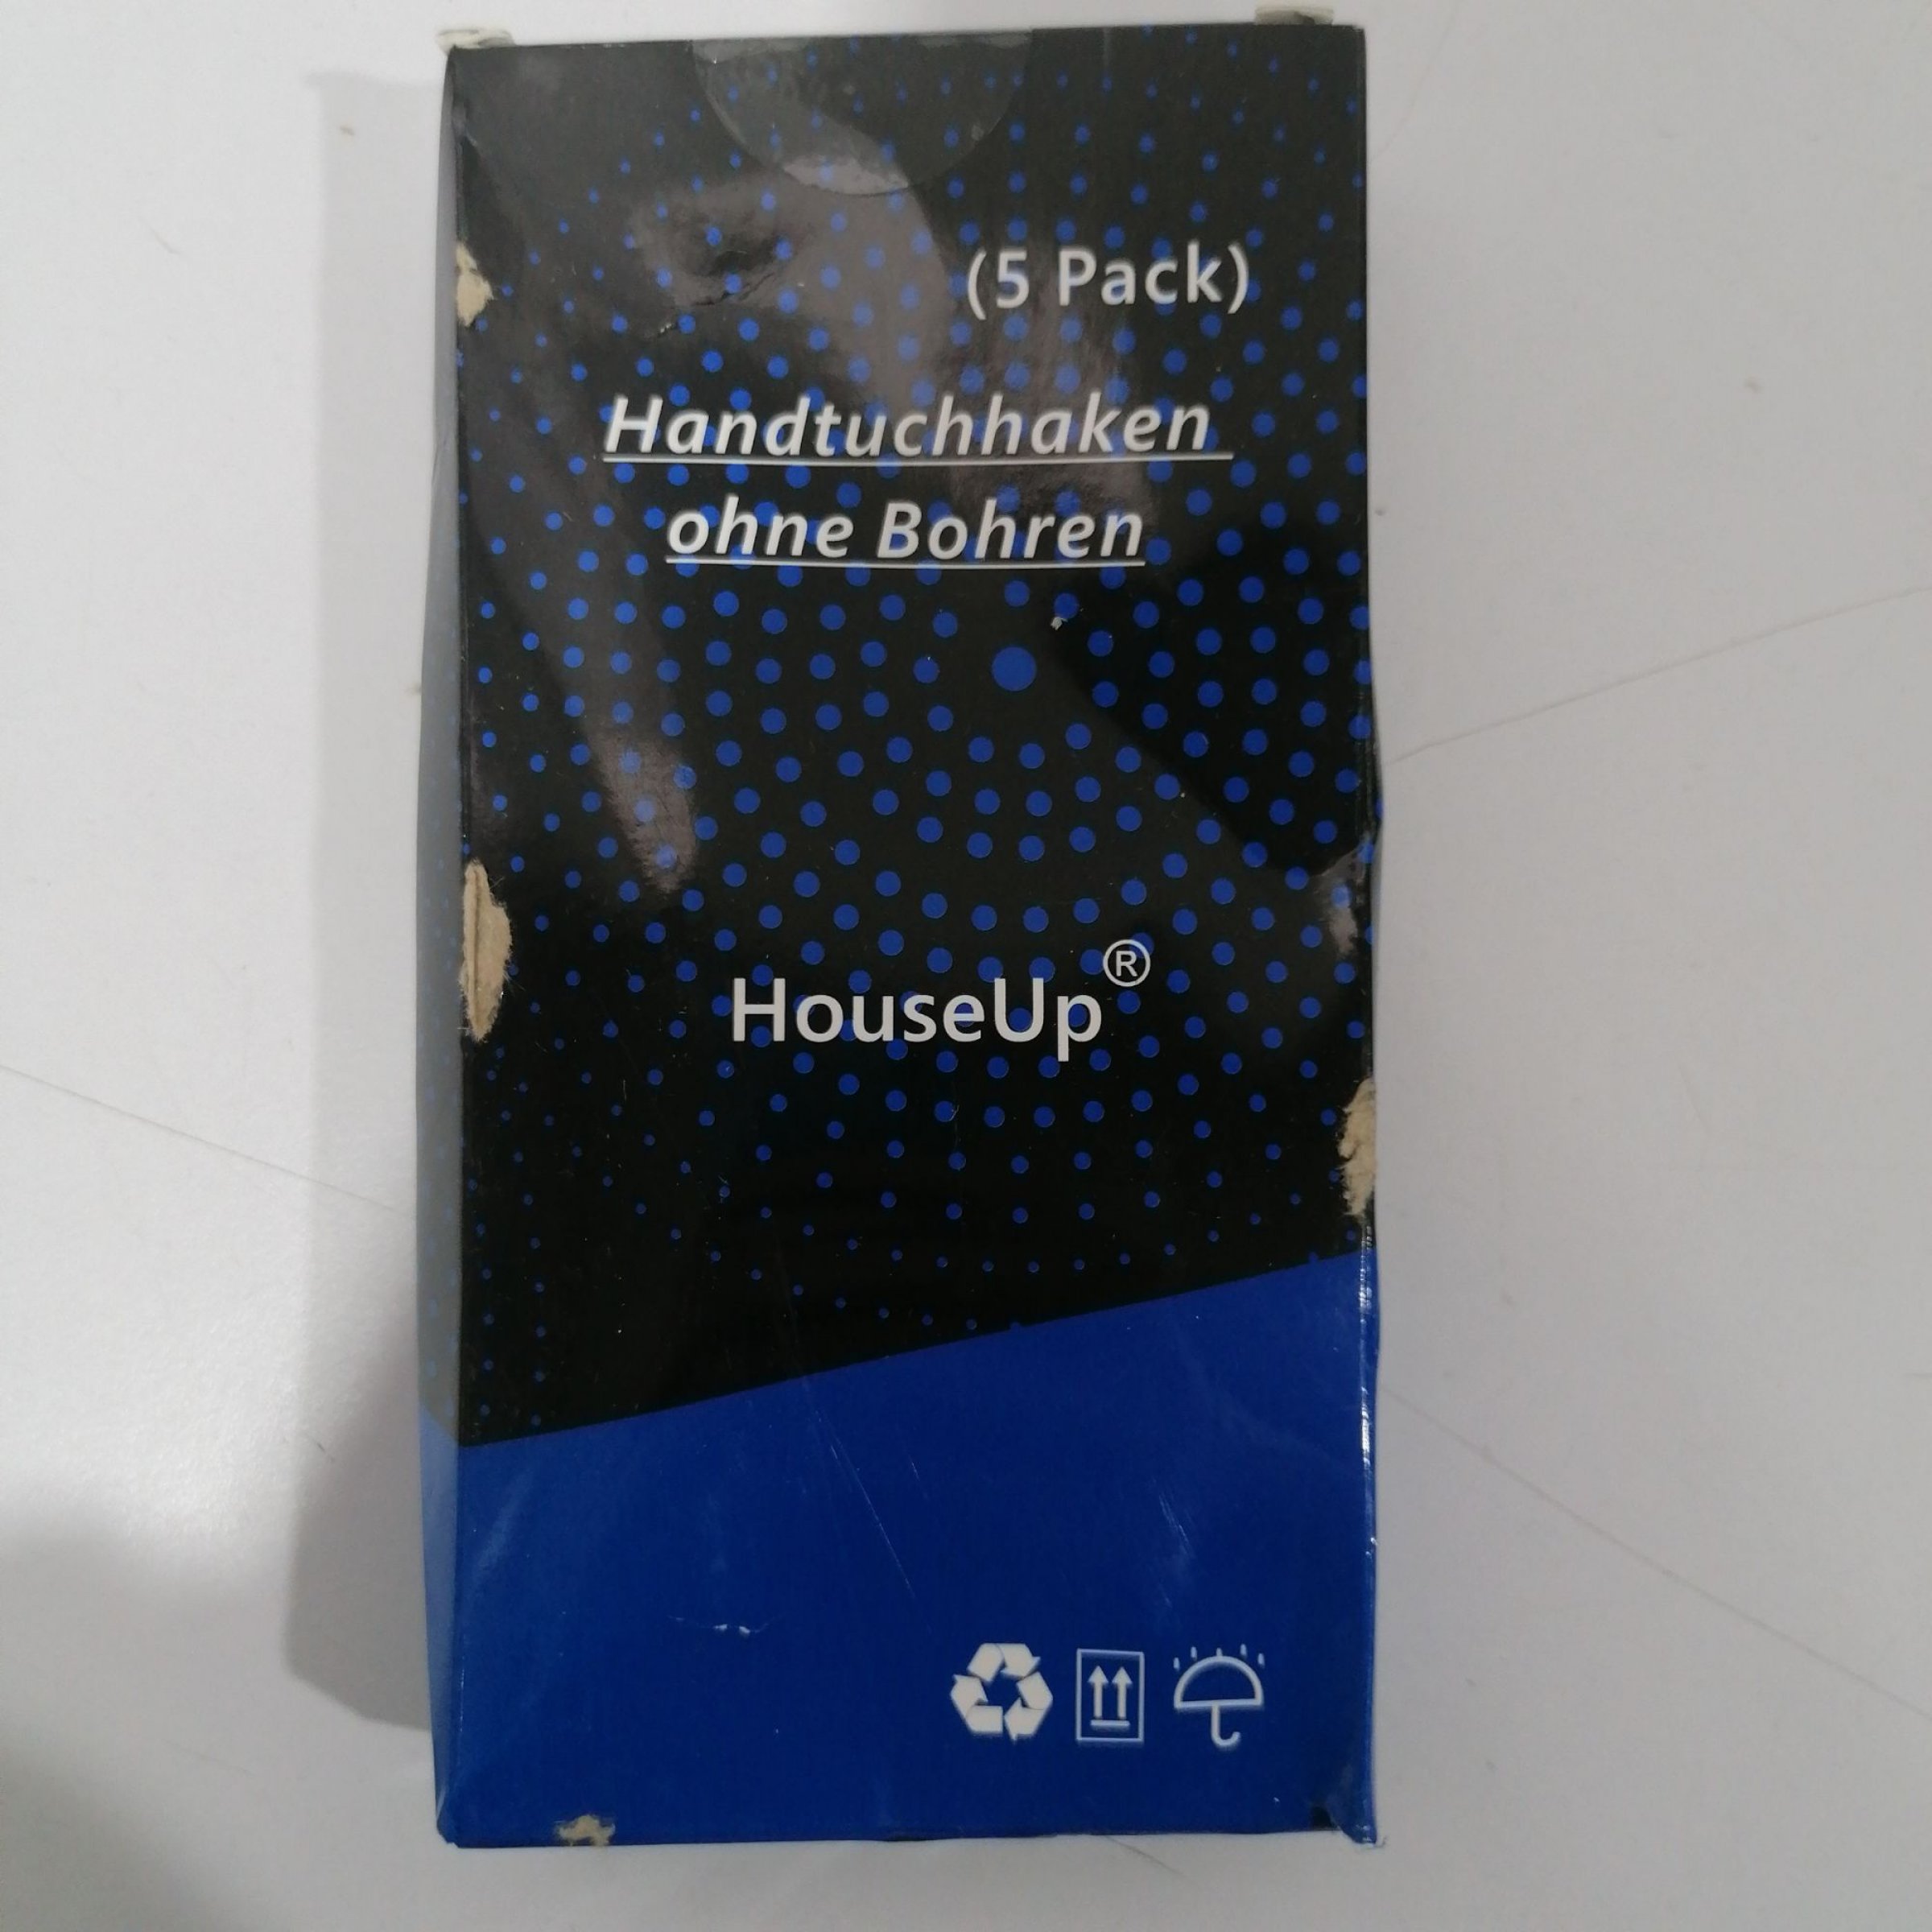 (5 Pack)
Handtuchhaken
ohne Bohren
HouseUp®